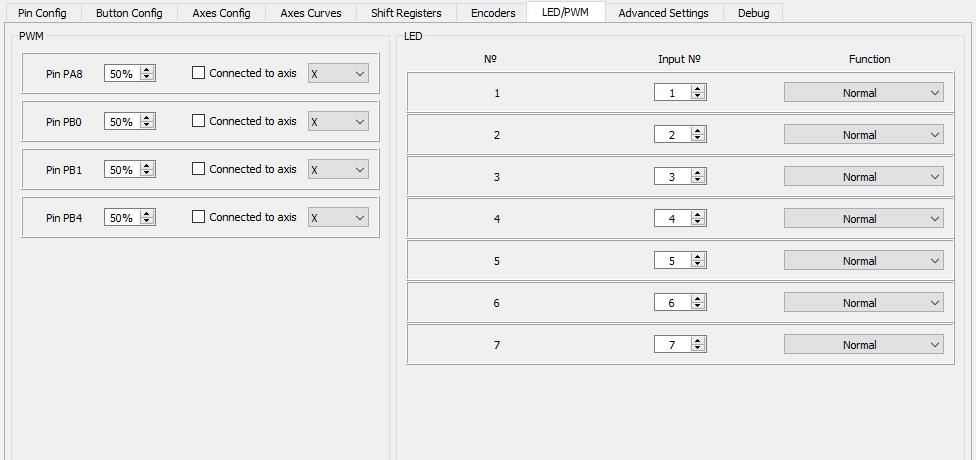 Pin Config Button Config Axes Config Axes Curves Shift Registers Encoders LED/PWM Advanced Settings Debug
PWM
Pin PA8 50% Connected to axis X
Pin PB0 50% Connected to axis X
Pin PB1 50% Connected to axis X
Pin PB4 50% Connected to axis X
LED
Nº Input Nº Function
1 1 Normal
2 2 Normal
3 3 Normal
4 4 Normal
5 5 Normal
6 6 Normal
7 7 Normal